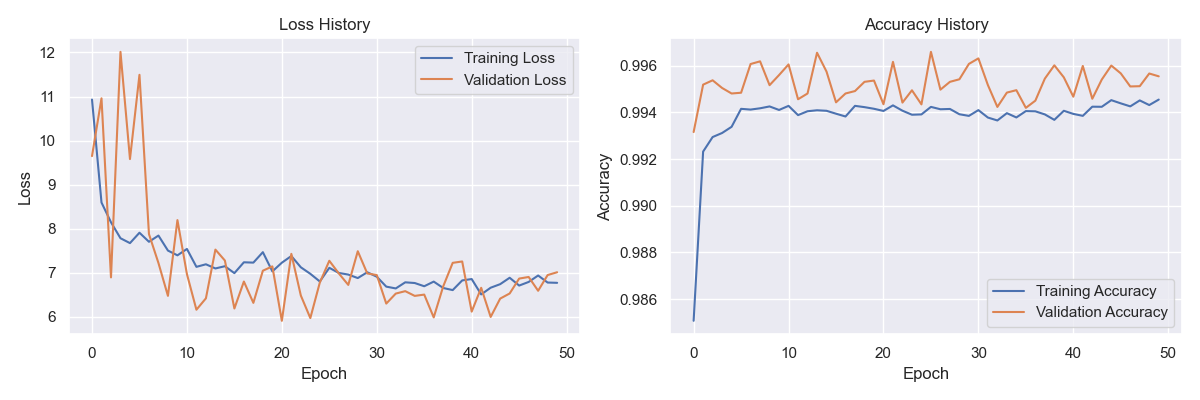 Loss History
Training Loss
Validation Loss
12
11
10
9
8
7
6
Loss
0
10
20
30
40
50
Epoch
Accuracy History
0.996
0.994
0.992
0.990
0.988
0.986
Accuracy
Training Accuracy
Validation Accuracy
0
10
20
30
40
50
Epoch